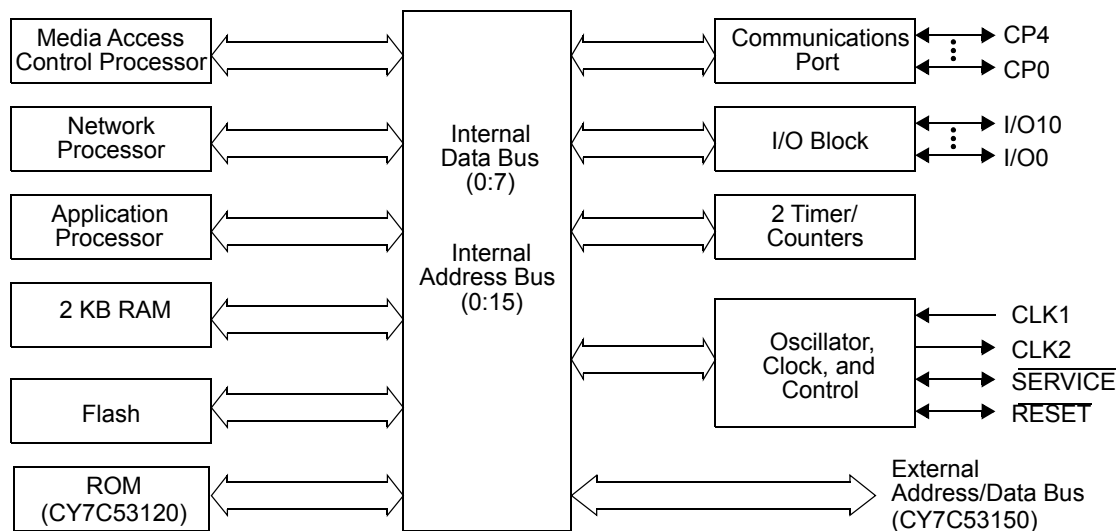 Media Access
Control Processor
Network
Processor
Application
Processor
2 KB RAM
Flash
ROM
(CY7C53120)
Internal
Data Bus
(0:7)
Internal
Address Bus
(0:15)
Communications
Port
CP4
CP0
I/O Block
I/O10
I/O0
2 Timer/
Counters
Oscillator,
Clock, and
Control
CLK1
CLK2
SERVICE
RESET
External
Address/Data Bus
(CY7C53150)